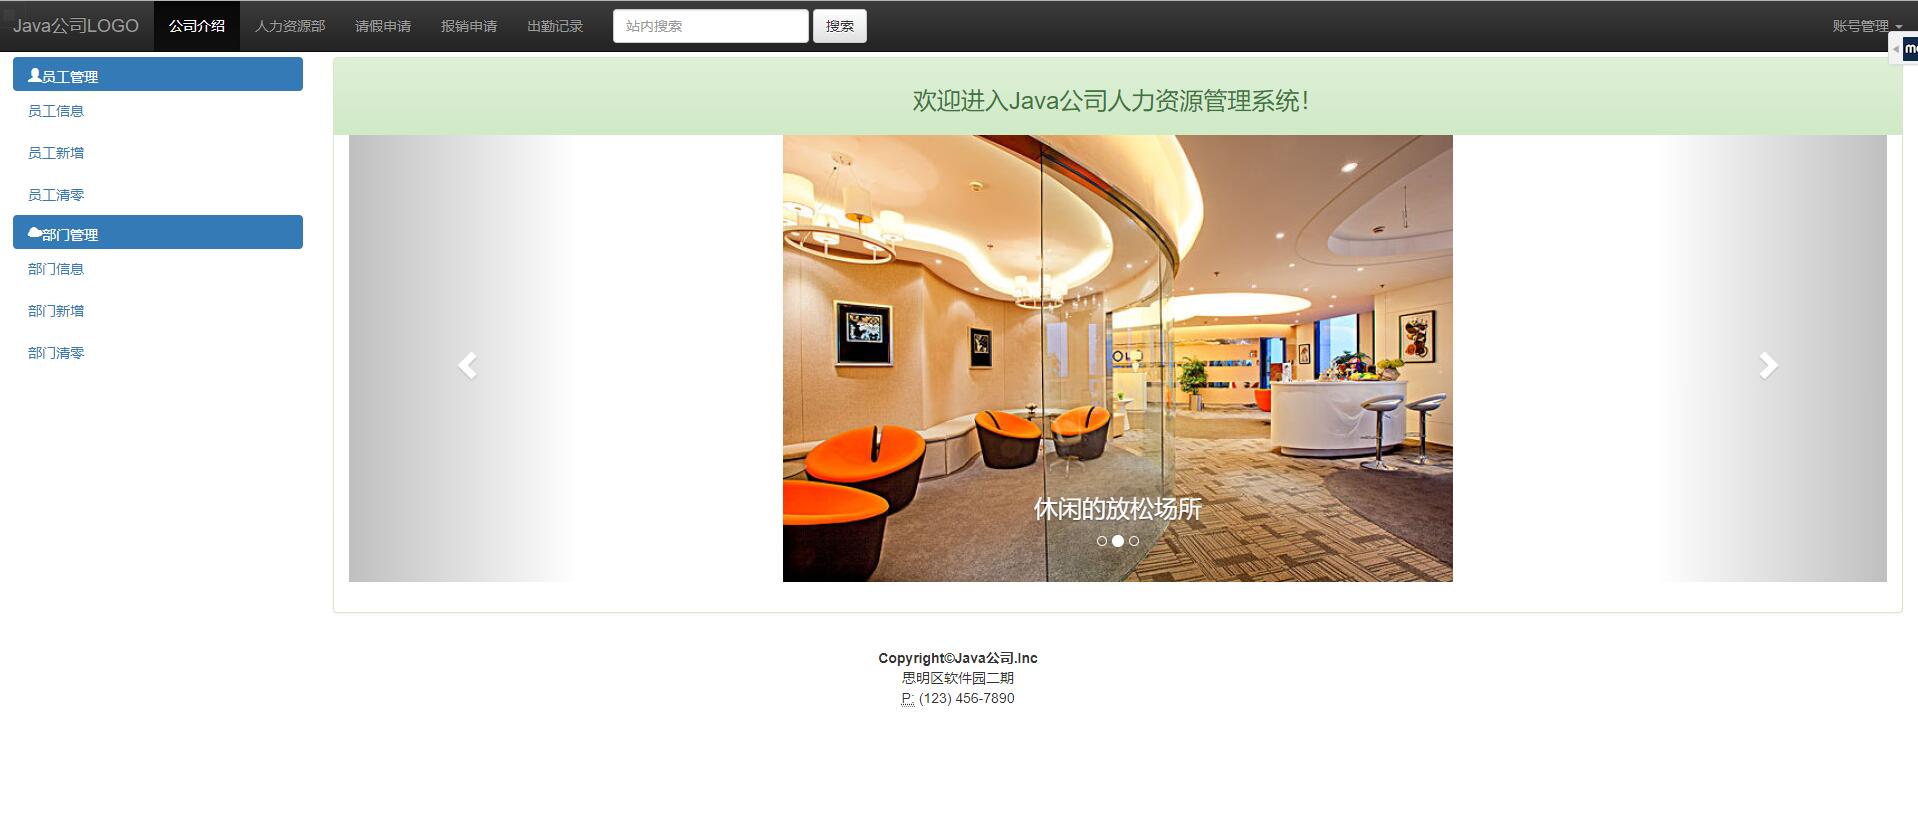 Java公司LOGO 公司介绍 人力资源部 请假申请 报销申请 出勤记录 站内搜索 搜索 账号管理
员工管理
员工信息
员工新增
员工清零
部门管理
部门信息
部门新增
部门清零
欢迎进入Java公司人力资源管理系统！
休闲的放松场所
Copyright©Java公司.Inc
思明区软件园二期
P: (123) 456-7890